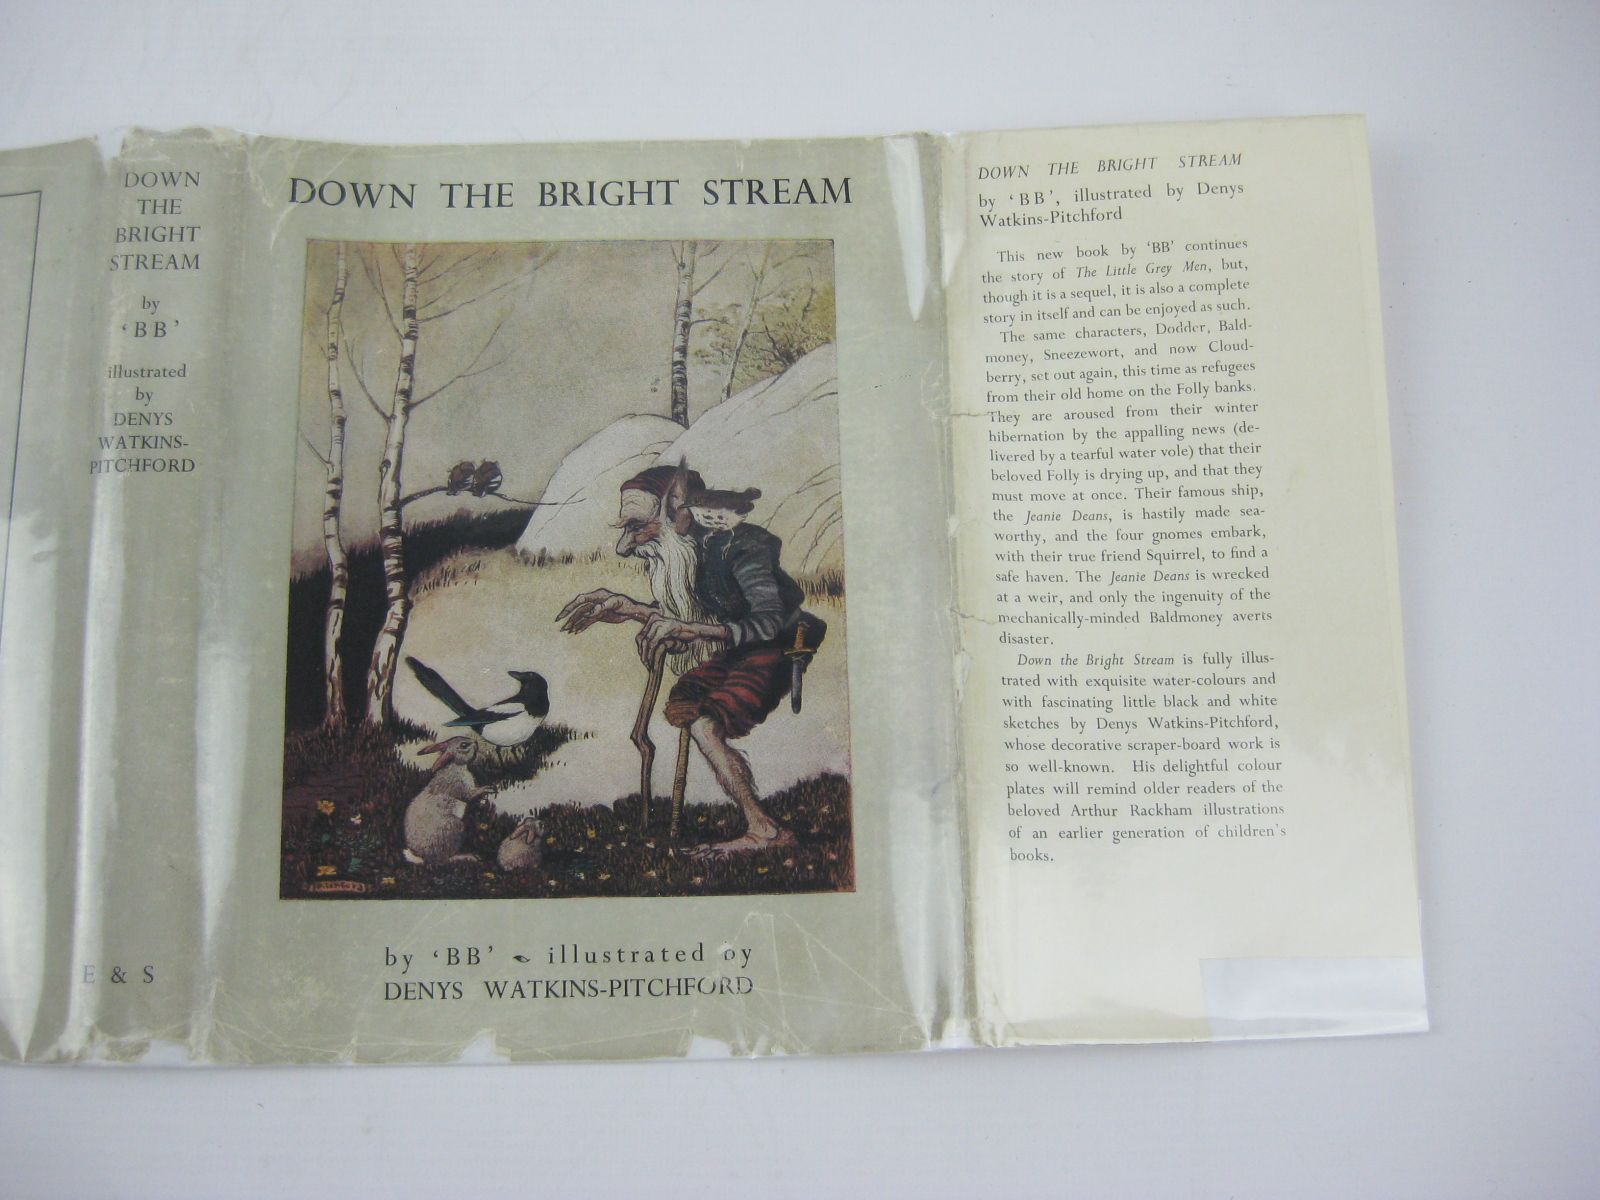 DOWN
THE
BRIGHT
STREAM
by
‘BB’
illustrated
by
DENYS
WATKINS-
PITCHFORD
E & S
DOWN THE BRIGHT STREAM
by ‘BB’ illustrated by
DENYS WATKINS-PITCHFORD
DOWN THE BRIGHT STREAM
by ‘BB’, illustrated by Denys
Watkins-Pitchford
This new book by ‘BB’ continues
the story of The Little Grey Men, but,
though it is a sequel, it is also a complete
story in itself and can be enjoyed as such.
The same characters, Dodder, Bald-
money, Sneezewort, and now Cloud-
berry, set out again, this time as refugees
from their old home on the Folly banks.
They are aroused from their winter
hibernation by the appalling news (de-
livered by a tearful water vole) that their
beloved Folly is drying up, and that they
must move at once. Their famous ship,
the Jeanie Deans, is hastily made sea-
worthy, and the four gnomes embark,
with their true friend Squirrel, to find a
safe haven. The Jeanie Deans is wrecked
at a weir, and only the ingenuity of the
mechanically-minded Baldmoney averts
disaster.
Down the Bright Stream is fully illus-
trated with exquisite water-colours and
with fascinating little black and white
sketches by Denys Watkins-Pitchford,
whose decorative scraper-board work is
so well-known. His delightful colour
plates will remind older readers of the
beloved Arthur Rackham illustrations
of an earlier generation of children's
books.